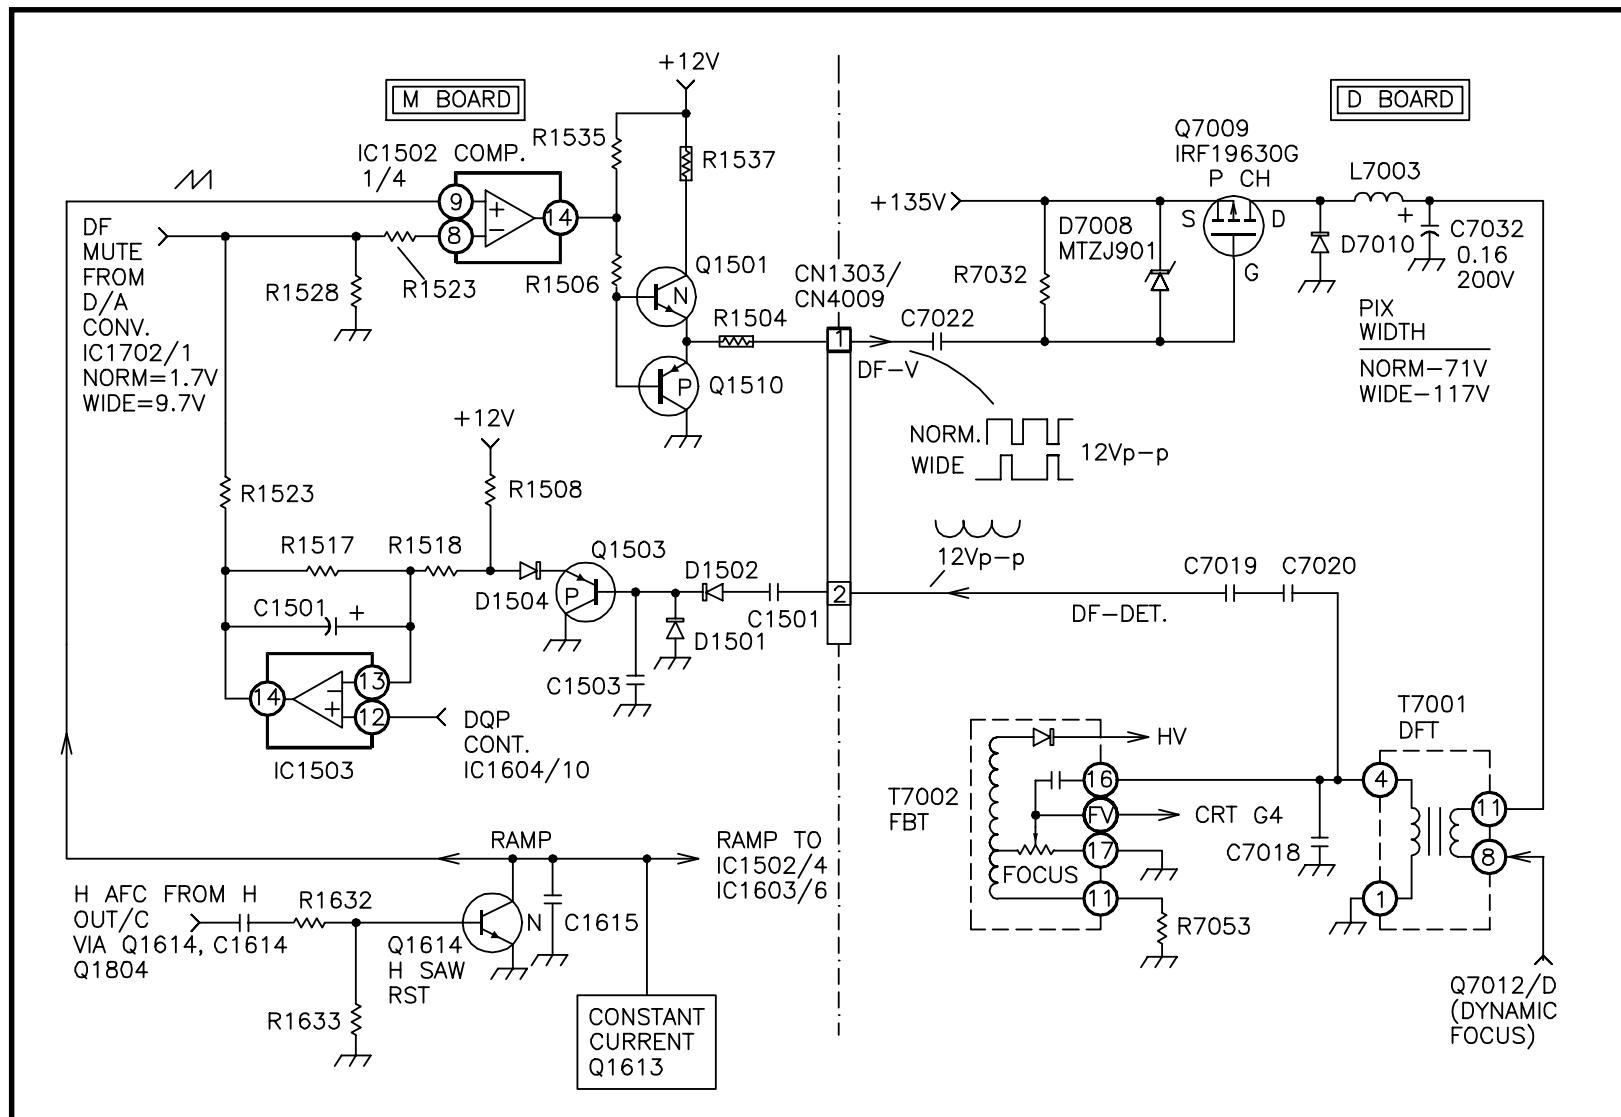 +12V
M BOARD
D BOARD
R1535
R1537
IC1502 COMP.
1/4
9
8
14
+
−
DF
MUTE
FROM
D/A
CONV.
IC1702/1
NORM=1.7V
WIDE=9.7V
R1528
R1523
R1506
Q1501
N
R1504
Q1510
P
CN1303/
CN4009
1
DF-V
C7022
+135V
R7032
D7008
MTZJ901
Q7009
IRF19630G
P CH
S
D
G
L7003
D7010
+
C7032
0.16
200V
PIX
WIDTH
NORM-71V
WIDE-117V
NORM.
WIDE
12Vp-p
+12V
R1508
R1523
R1517
R1518
C1501
+
D1504
Q1503
P
D1502
D1501
C1501
C1503
2
12Vp-p
DF-DET.
C7019
C7020
14
13
12
−
+
IC1503
DQP
CONT.
IC1604/10
T7002
FBT
HV
16
FV
17
11
FOCUS
CRT G4
R7053
C7018
T7001
DFT
4
1
11
8
Q7012/D
(DYNAMIC
FOCUS)
RAMP
RAMP TO
IC1502/4
IC1603/6
H AFC FROM H
OUT/C
VIA Q1614, C1614
Q1804
R1632
R1633
Q1614
H SAW
RST
N
C1615
CONSTANT
CURRENT
Q1613